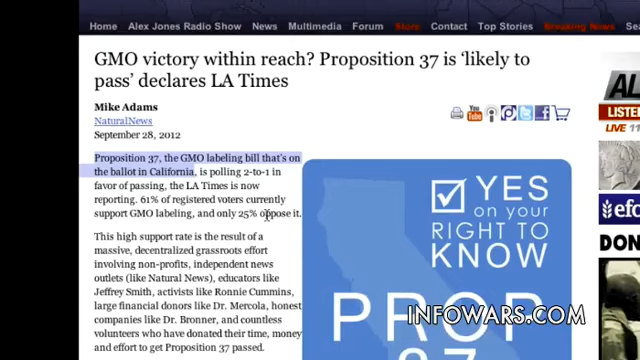 Home Alex Jones Radio Show News Multimedia Forum Store Contact Top Stories Breaking News
GMO victory within reach? Proposition 37 is ‘likely to
pass’ declares LA Times
Mike Adams
NaturalNews
September 28, 2012
You
Tube
f
AL
LISTEN
LIVE 11
Proposition 37, the GMO labeling bill that’s on
the ballot in California, is polling 2-to-1 in
favor of passing, the LA Times is now
reporting. 61% of registered voters currently
support GMO labeling, and only 25% oppose it.
This high support rate is the result of a
massive, decentralized grassroots effort
involving non-profits, independent news
outlets (like Natural News), educators like
Jeffrey Smith, activists like Ronnie Cummins,
large financial donors like Dr. Mercola, honest
companies like Dr. Bronner, and countless
volunteers who have donated their time, money
and effort to get Proposition 37 passed.
YES
on your
RIGHT TO
KNOW
PROP
37
efo
DON
INFOWARS.COM